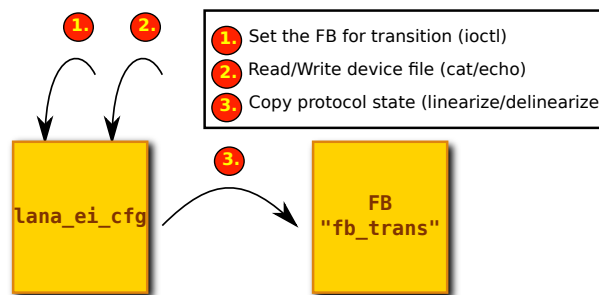 1. 2.
1. Set the FB for transition (ioctl)
2. Read/Write device file (cat/echo)
3. Copy protocol state (linearize/delinearize
3.
lana_ei_cfg
FB
"fb_trans"